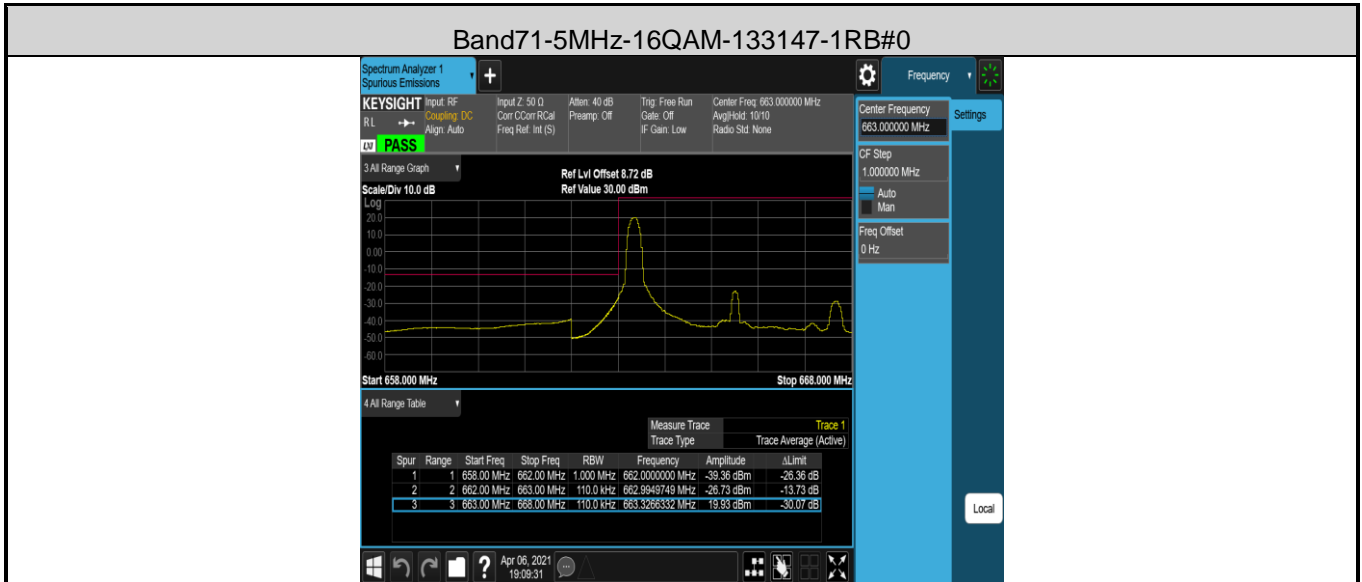 Band71-5MHz-16QAM-133147-1RB#0
Spectrum Analyzer 1
Spurious Emissions
+
Frequency
KEYSIGHT
RL
LXI
PASS
Input: RF
Coupling: DC
Align: Auto
Input Z: 50 Ω
Corr CCorr RCal
Freq Ref: Int (S)
Atten: 40 dB
Preamp: Off
Trig: Free Run
Gate: Off
IF Gain: Low
Center Freq: 663.000000 MHz
Avg|Hold: 10/10
Radio Std: None
Center Frequency
663.000000 MHz
Settings
CF Step
1.000000 MHz
Auto
Man
Freq Offset
0 Hz
Local
3 All Range Graph
Scale/Div 10.0 dB
Ref Lvl Offset 8.72 dB
Ref Value 30.00 dBm
Log
20.0
10.0
0.00
-10.0
-20.0
-30.0
-40.0
-50.0
-60.0
Start 658.000 MHz Stop 668.000 MHz
4 All Range Table
Measure Trace Trace 1
Trace Type Trace Average (Active)
Spur Range Start Freq Stop Freq RBW Frequency Amplitude ΔLimit
1 1 658.00 MHz 662.00 MHz 1.000 MHz 662.0000000 MHz -39.36 dBm -26.36 dB
2 2 662.00 MHz 663.00 MHz 110.0 kHz 662.9949749 MHz -26.73 dBm -13.73 dB
3 3 663.00 MHz 668.00 MHz 110.0 kHz 663.3266332 MHz 19.93 dBm -30.07 dB
?
Apr 06, 2021
19:09:31